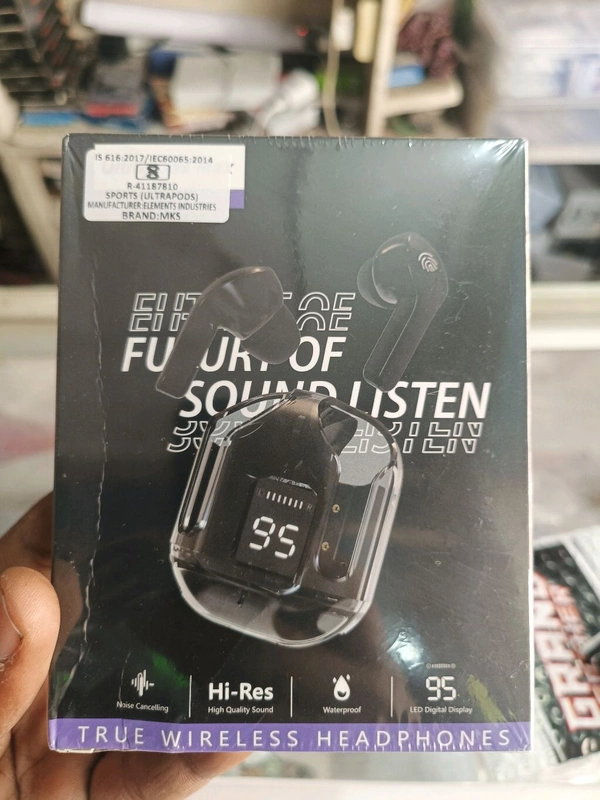 IS 616:2017/IEC60065:2014
R-41187810
SPORTS (ULTRAPODS)
MANUFACTURER:ELEMENTS INDUSTRIES
BRAND:MKS
OF
SOUND LISTEN
95
Noise Cancelling
Hi-Res
High Quality Sound
Waterproof
95
LED Digital Display
TRUE WIRELESS HEADPHONES
GRAND